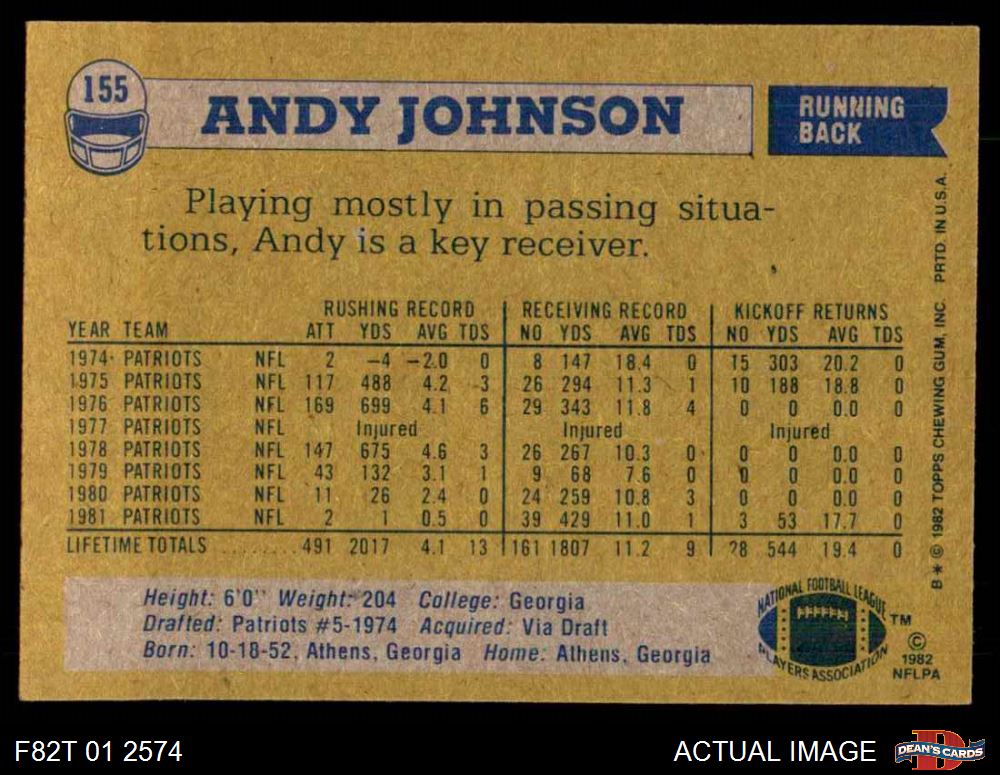 155
ANDY JOHNSON
RUNNING
BACK
Playing mostly in passing situa-
tions, Andy is a key receiver.
RUSHING RECORD RECEIVING RECORD KICKOFF RETURNS
YEAR TEAM ATT YDS AVG TDS NO YDS AVG TDS NO YDS AVG TDS
1974 PATRIOTS NFL 2 –4 –2.0 0 8 147 18.4 0 15 303 20.2 0
1975 PATRIOTS NFL 117 488 4.2 3 26 294 11.3 1 10 188 18.8 0
1976 PATRIOTS NFL 169 699 4.1 6 29 343 11.8 4 0 0 0.0 0
1977 PATRIOTS NFL Injured Injured Injured
1978 PATRIOTS NFL 147 675 4.6 3 26 267 10.3 0 0 0 0.0 0
1979 PATRIOTS NFL 43 132 3.1 1 9 68 7.6 0 0 0 0.0 0
1980 PATRIOTS NFL 11 26 2.4 0 24 259 10.8 3 0 0 0.0 0
1981 PATRIOTS NFL 2 1 0.5 0 39 429 11.0 1 3 53 17.7 0
LIFETIME TOTALS ......... 491 2017 4.1 13 161 1807 11.2 9 28 544 19.4 0
Height: 6'0" Weight: 204 College: Georgia
Drafted: Patriots #5-1974 Acquired: Via Draft
Born: 10-18-52, Athens, Georgia Home: Athens, Georgia
NATIONAL FOOTBALL LEAGUE
PLAYERS ASSOCIATION
TM
©
1982
NFLPA
B * © 1982 TOPPS CHEWING GUM, INC. PRTD. IN U.S.A.
F82T 01 2574
ACTUAL IMAGE
D
DEAN'S CARDS